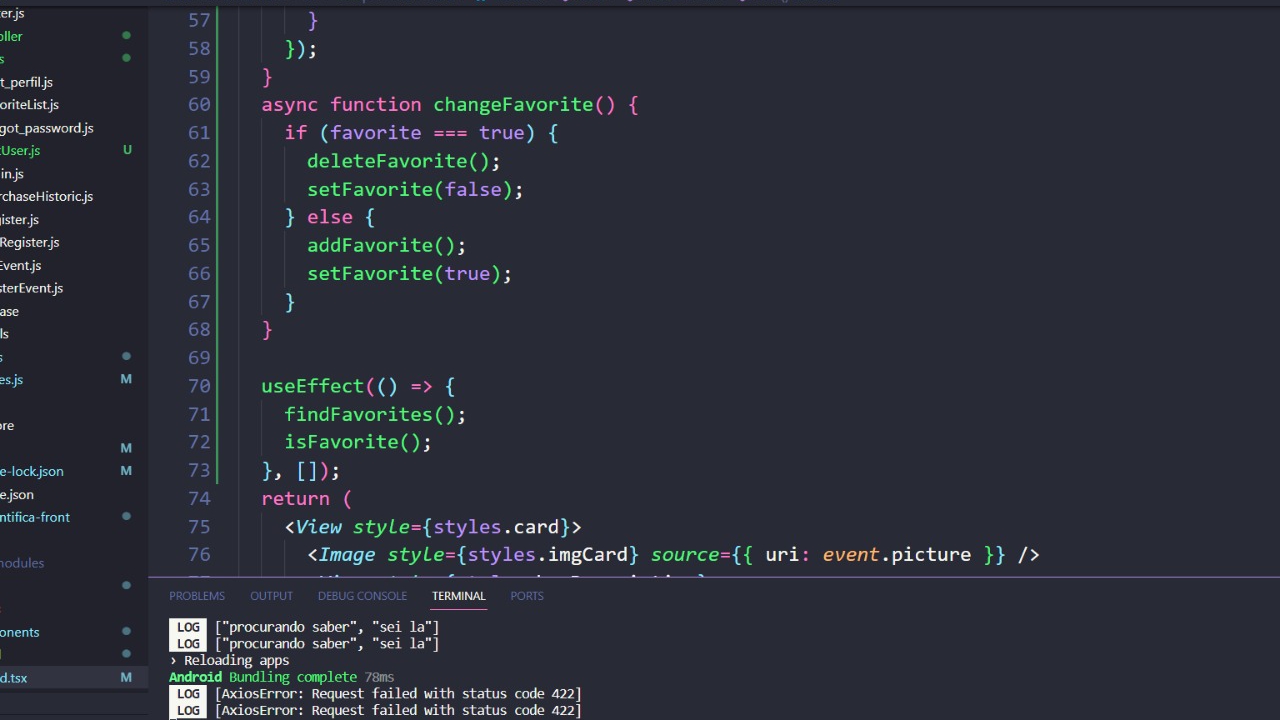 er.js
oller
s
t_perfil.js
oriteList.js
got_password.js
tUser.js U
in.js
rchaseHistoric.js
gister.js
Register.js
Event.js
sterEvent.js
ase
ls
s
es.js M
ore
M
e-lock.json M
e.json
ntifica-front
modules
onents
d.tsx M
57 }
58 });
59 }
60 async function changeFavorite() {
61 if (favorite === true) {
62 deleteFavorite();
63 setFavorite(false);
64 } else {
65 addFavorite();
66 setFavorite(true);
67 }
68 }
69
70 useEffect(() => {
71 findFavorites();
72 isFavorite();
73 }, []);
74 return (
75 <View style={styles.card}>
76 <Image style={styles.imgCard} source={{ uri: event.picture }} />
PROBLEMS OUTPUT DEBUG CONSOLE TERMINAL PORTS
LOG ["procurando saber", "sei la"]
LOG ["procurando saber", "sei la"]
› Reloading apps
Android Bundling complete 78ms
LOG [AxiosError: Request failed with status code 422]
LOG [AxiosError: Request failed with status code 422]